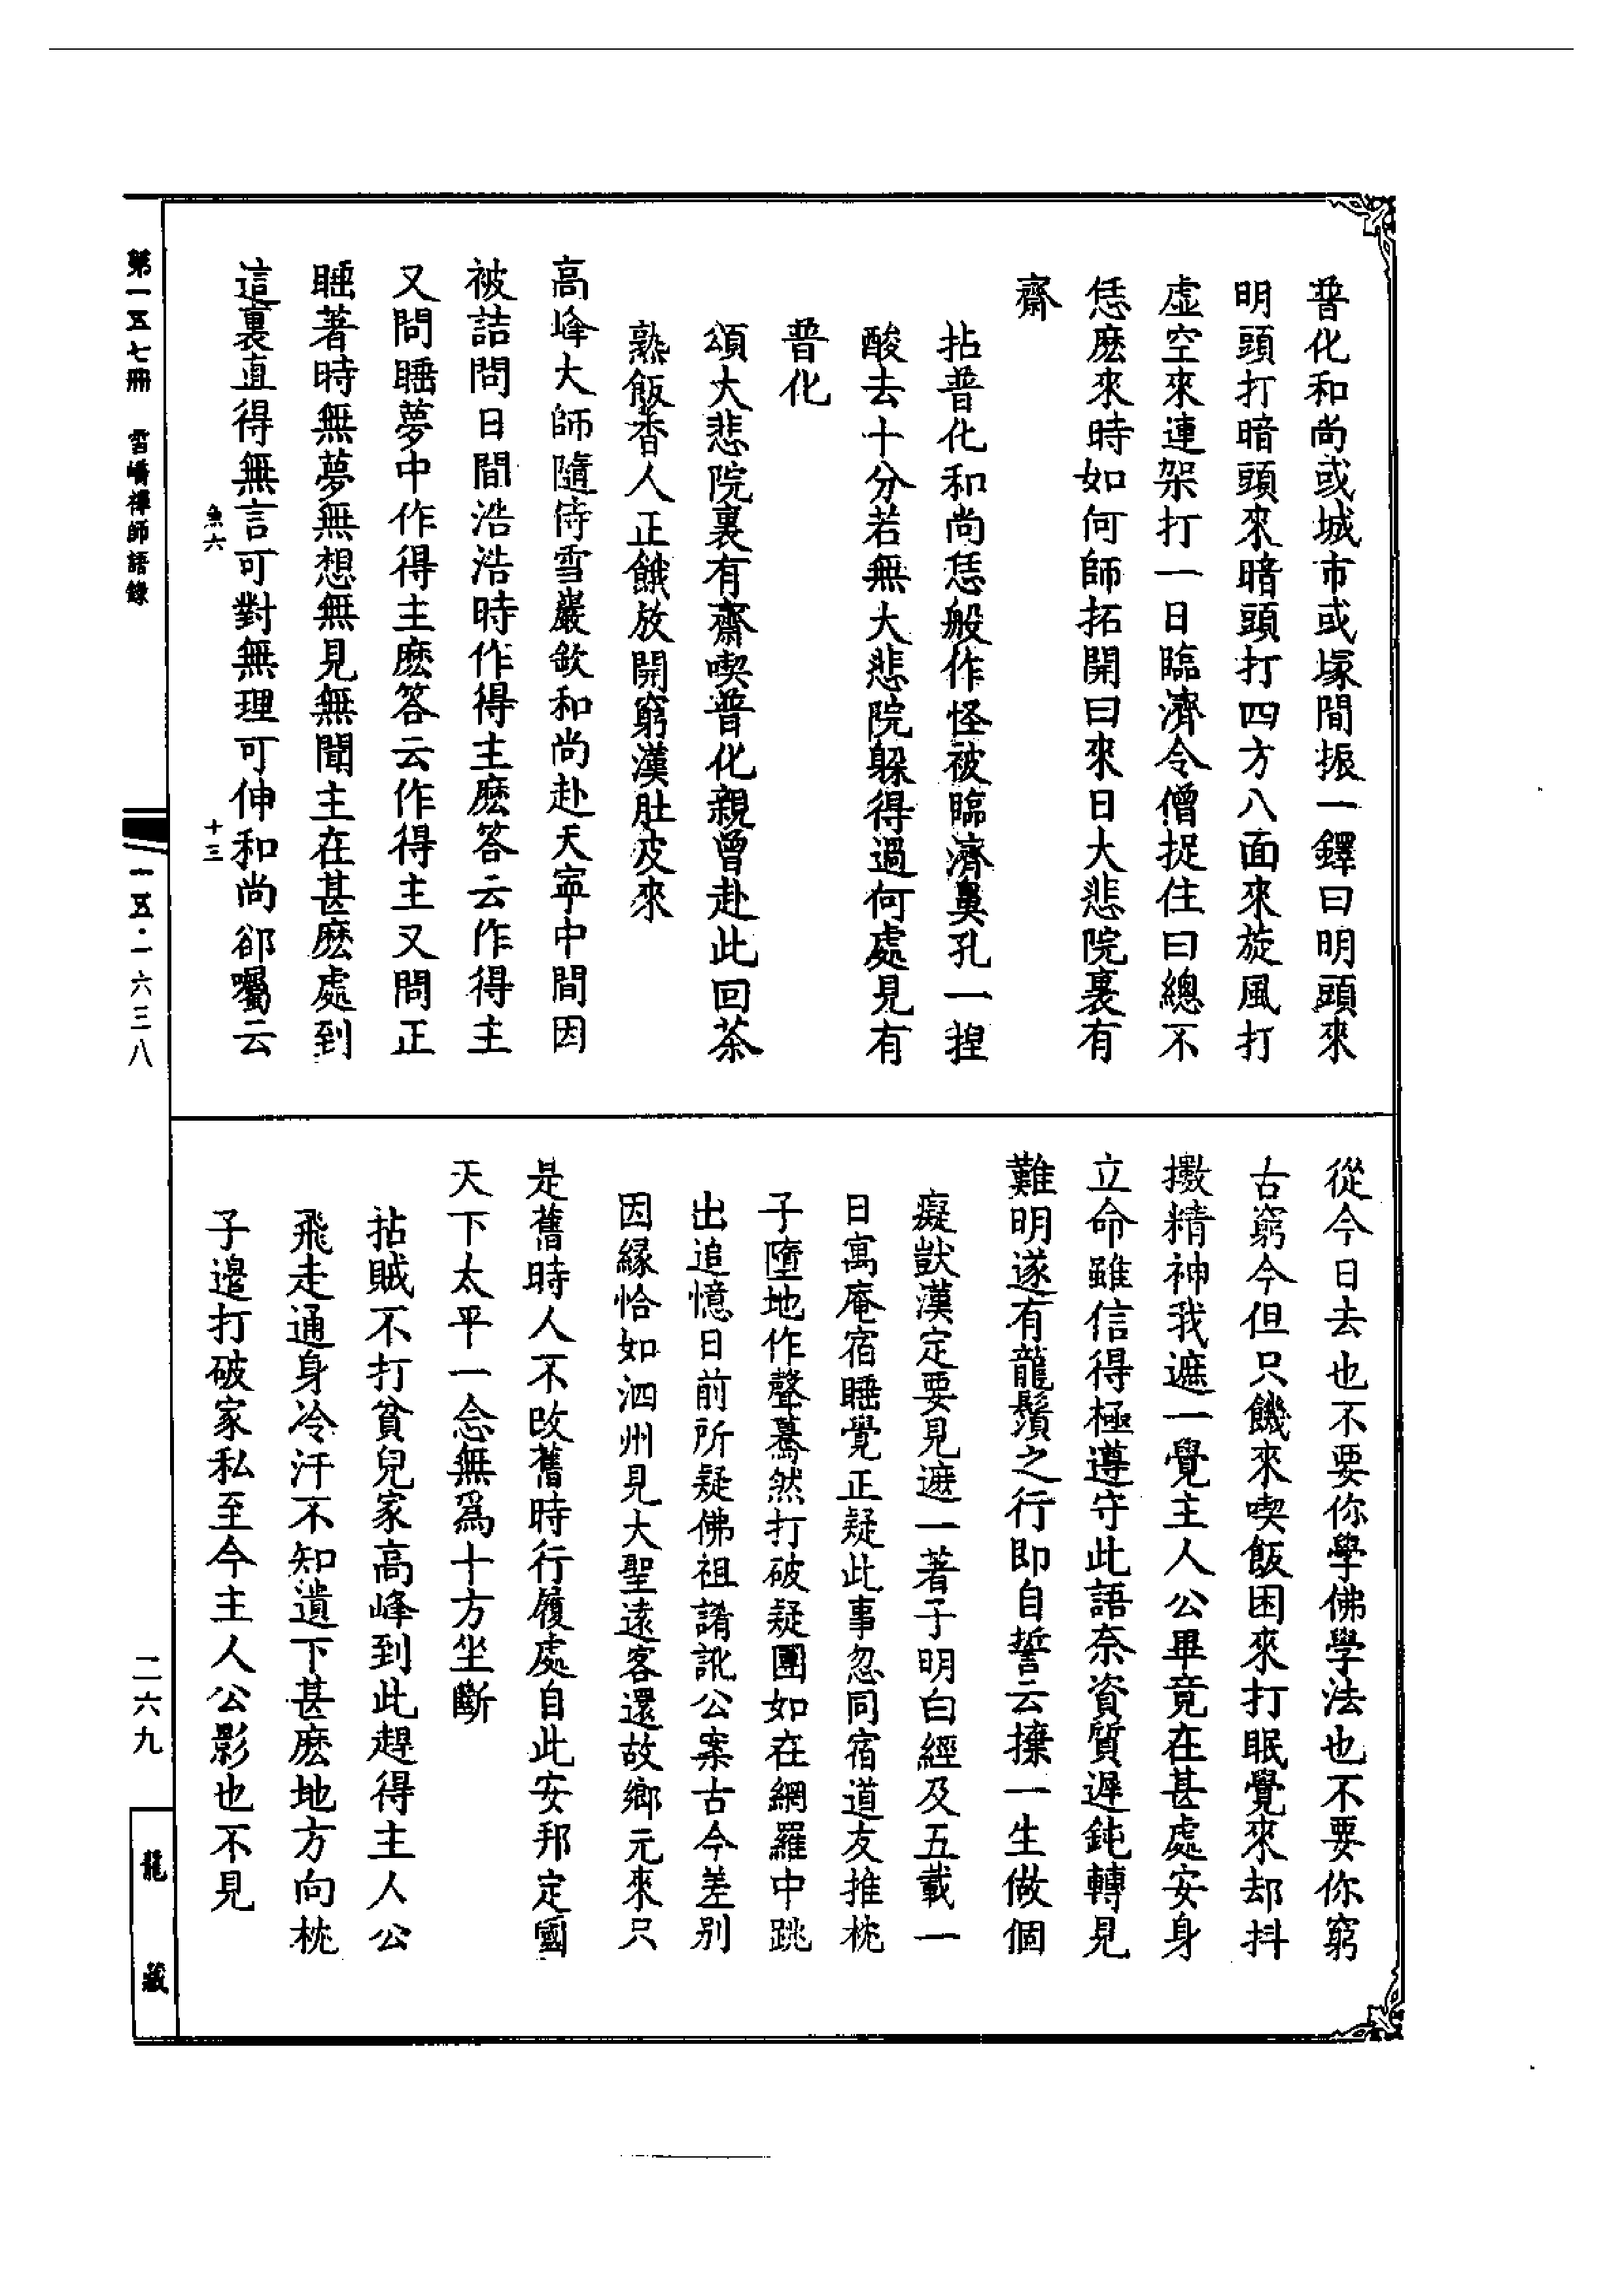 普化和尚或城市或塚間振一鐸曰明頭來
明頭打暗頭來暗頭打四方八面來旋風打
虛空來連架打一日臨濟令僧捉住曰總不
恁麼來時如何師拓開曰來日大悲院裏有
齋
拈普化和尚恁般作怪被臨濟鼻孔一捏
酸去十分若無大悲院躲得過何處見有
普化
頌大悲院裏有齋喫普化親曾赴此回茶
熟飯香人正餓放開窮漢肚皮來
高峰大師隨侍雪巖欽和尚赴天寧中間因
被詰問日間浩浩時作得主麼答云作得主
又問睡夢中作得主麼答云作得主又問正
睡著時無夢無想無見無聞主在甚麼處到
這裏直得無言可對無理可伸和尚郤囑云
從今日去也不要你學佛學法也不要你窮
古窮今但只饑來喫飯困來打眠覺來却抖
擻精神我遮一覺主人公畢竟在甚處安身
立命雖信得極遵守此語奈資質遲鈍轉見
難明遂有龍鬚之行即自誓云拚一生做個
癡獃漢定要見遮一著子明白經及五載一
日寓庵宿睡覺正疑此事忽同宿道友推枕
子墮地作聲驀然打破疑團如在網羅中跳
出追憶日前所疑佛祖誵訛公案古今差別
因緣恰如泗州見大聖遠客還故鄉元來只
是舊時人不改舊時行履處自此安邦定國
天下太平一念無為十方坐斷
拈賊不打貧兒家高峰到此趕得主人公
飛走通身冷汗不知遺下甚麼地方向枕
子邊打破家私至今主人公影也不見
第一五七冊　雪嶠禪師語錄
魚六
十三
一五·一六三八
二六九
龍藏